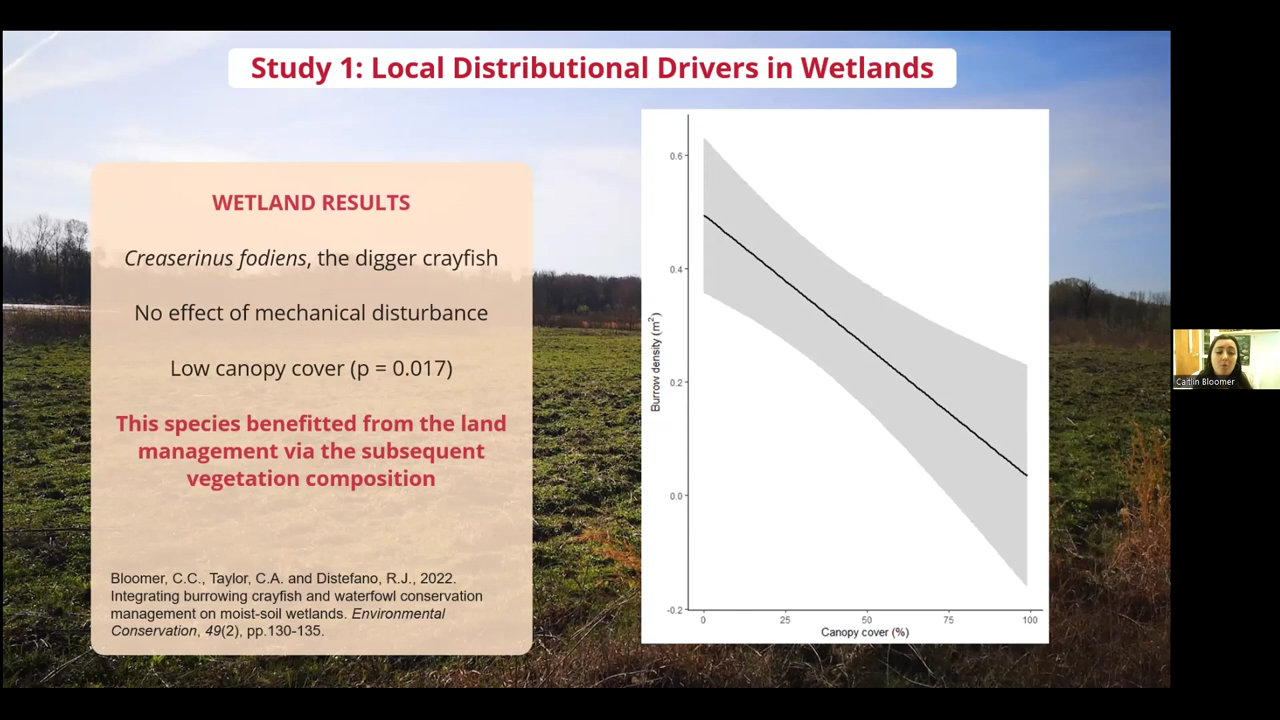 Study 1: Local Distributional Drivers in Wetlands
WETLAND RESULTS
Creaserinus fodiens, the digger crayfish
No effect of mechanical disturbance
Low canopy cover (p = 0.017)
This species benefitted from the land
management via the subsequent
vegetation composition
Bloomer, C.C., Taylor, C.A. and Distefano, R.J., 2022.
Integrating burrowing crayfish and waterfowl conservation
management on moist-soil wetlands. Environmental
Conservation, 49(2), pp.130-135.
Burrow density (m²)
0.6
0.4
0.2
0.0
-0.2
0 25 50 75 100
Canopy cover (%)
Caitlin Bloomer